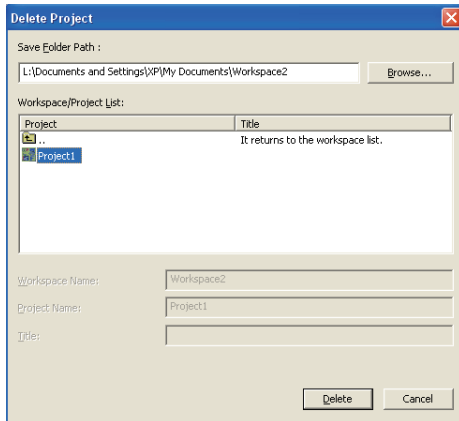 Delete Project
Save Folder Path :
L:\Documents and Settings\XP\My Documents\Workspace2
Browse...
Workspace/Project List:
Project Title
.. It returns to the workspace list.
Project1
Workspace Name: Workspace2
Project Name: Project1
Title:
Delete Cancel